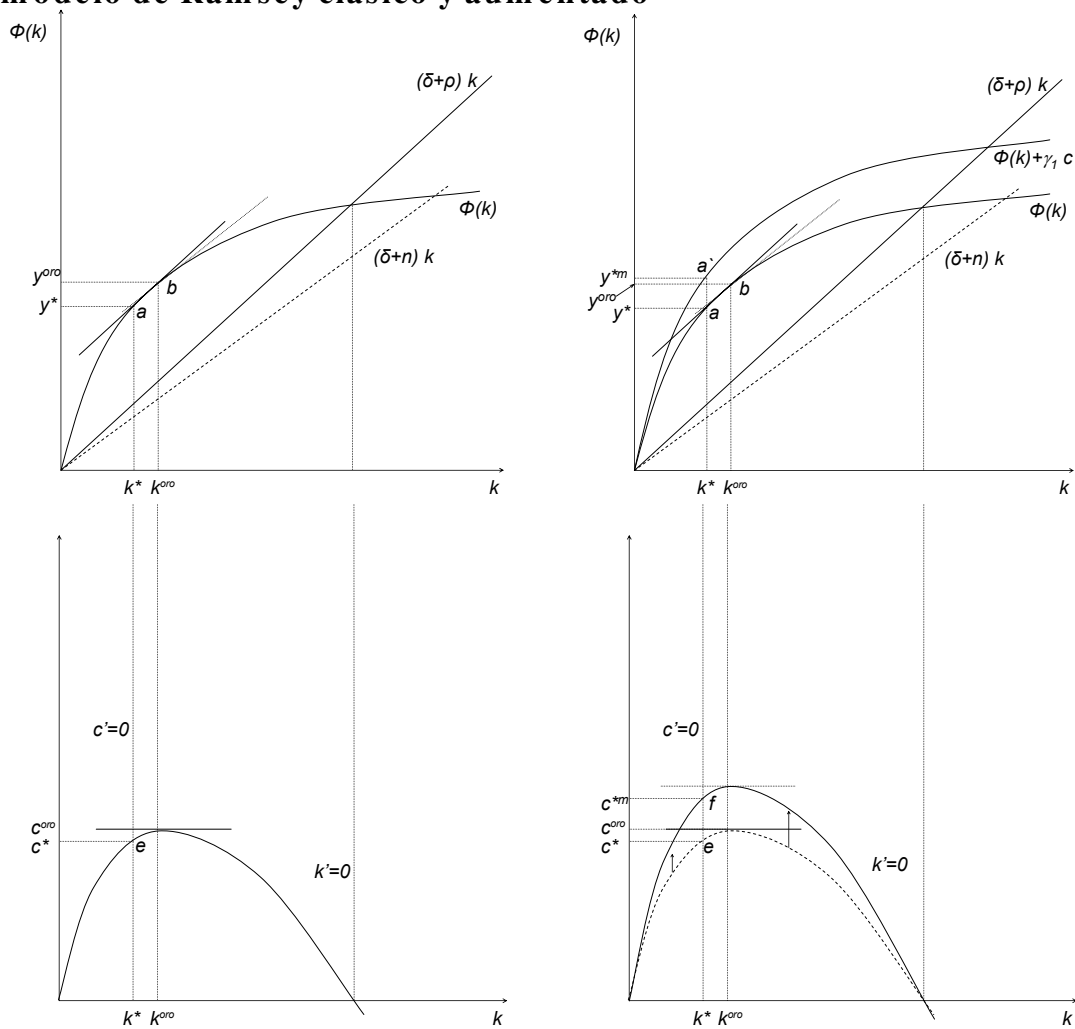 modelo de Ramsey clásico y aumentado
Φ(k)
(δ+ρ) k
Φ(k)
(δ+n) k
y^oro
y*
b
a
k* k^oro
k
c'=0
c^oro
c*
e
k'=0
k* k^oro
k
Φ(k)
(δ+ρ) k
Φ(k)+γ₁ c
Φ(k)
(δ+n) k
a`
y*^m
y^oro
y*
b
a
k* k^oro
k
c'=0
c*^m
f
c^oro
c*
e
k'=0
k* k^oro
k